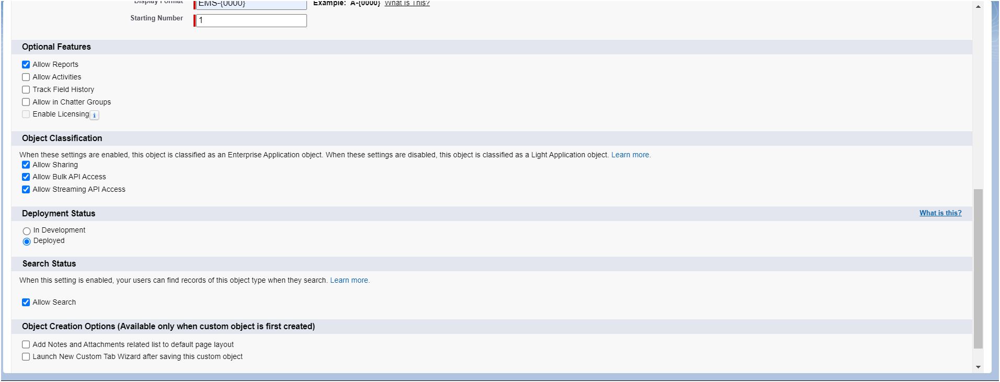 Display Format EMS-{0000} Example: A-{0000} What Is This?
Starting Number 1
Optional Features
Allow Reports
Allow Activities
Track Field History
Allow in Chatter Groups
Enable Licensing i
Object Classification
When these settings are enabled, this object is classified as an Enterprise Application object. When these settings are disabled, this object is classified as a Light Application object. Learn more.
Allow Sharing
Allow Bulk API Access
Allow Streaming API Access
Deployment Status What is this?
In Development
Deployed
Search Status
When this setting is enabled, your users can find records of this object type when they search. Learn more.
Allow Search
Object Creation Options (Available only when custom object is first created)
Add Notes and Attachments related list to default page layout
Launch New Custom Tab Wizard after saving this custom object